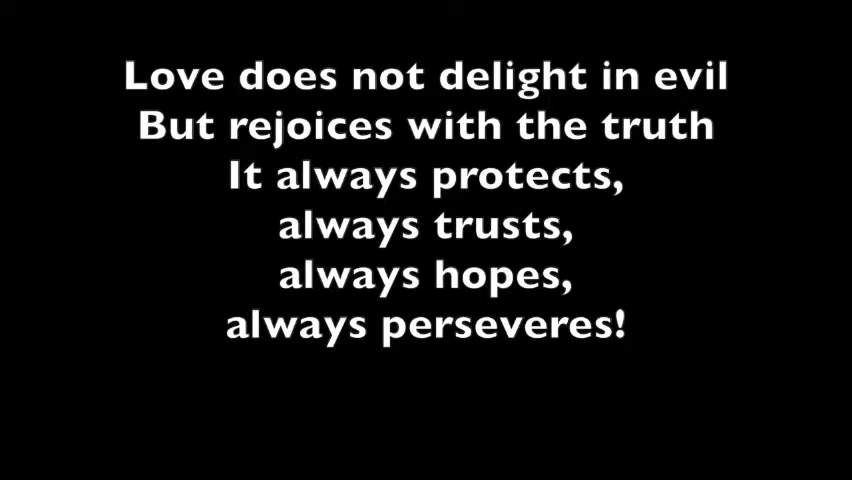 Love does not delight in evil
But rejoices with the truth
It always protects,
always trusts,
always hopes,
always perseveres!